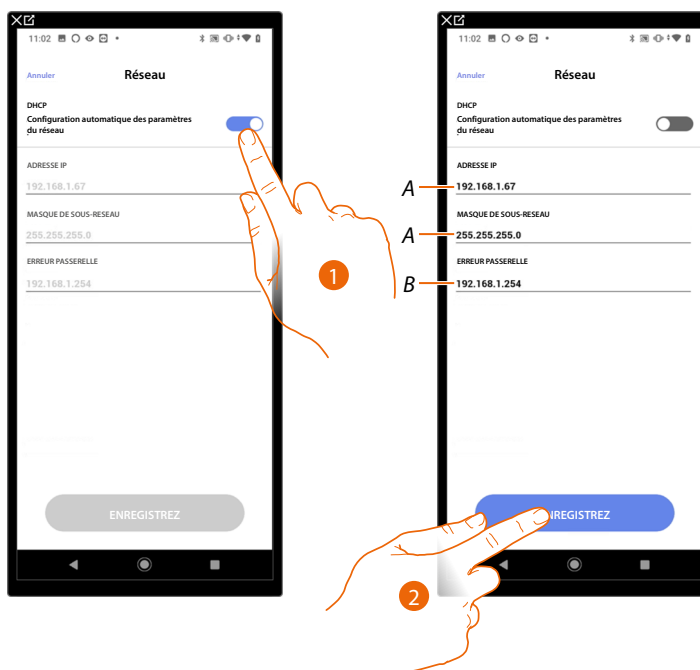 11:02
Annuler Réseau
DHCP
Configuration automatique des paramètres
du réseau
ADRESSE IP
192.168.1.67
MASQUE DE SOUS-RESEAU
255.255.255.0
ERREUR PASSERELLE
192.168.1.254
ENREGISTREZ
1
11:02
Annuler Réseau
DHCP
Configuration automatique des paramètres
du réseau
ADRESSE IP
A 192.168.1.67
MASQUE DE SOUS-RESEAU
A 255.255.255.0
ERREUR PASSERELLE
B 192.168.1.254
NREGISTREZ
2